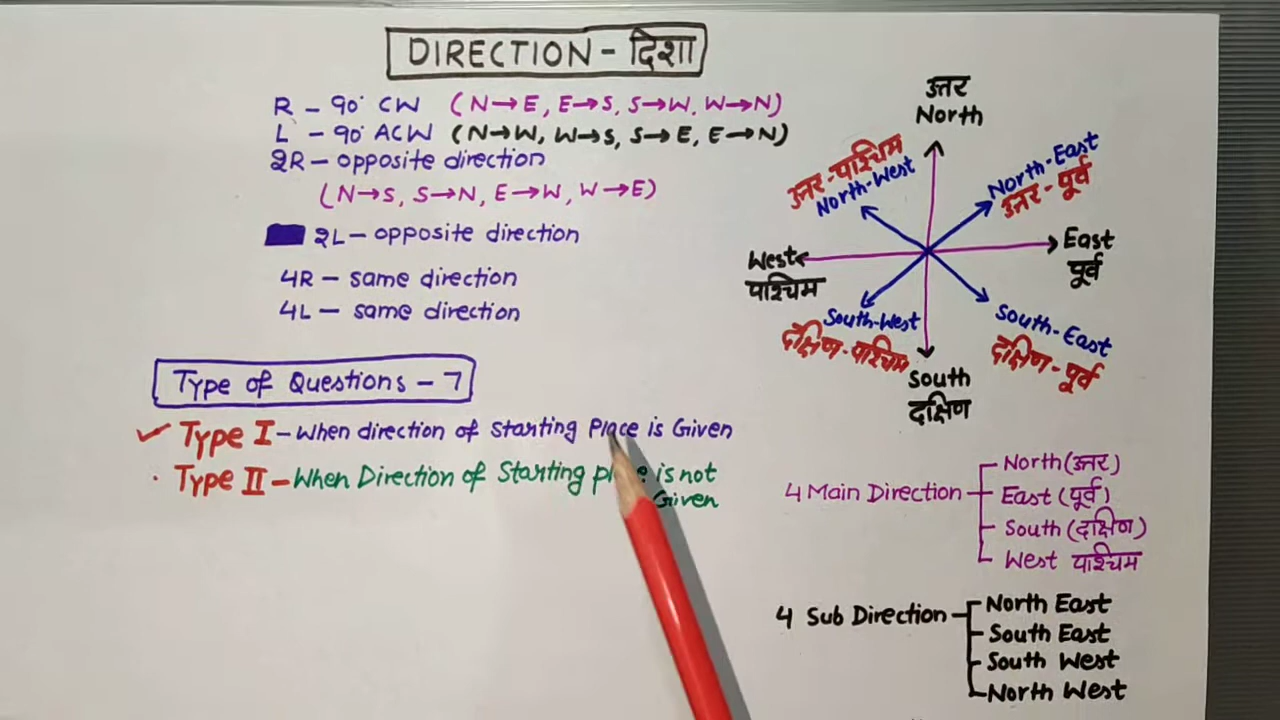 DIRECTION - दिशा
R - 90° CW (N→E, E→S, S→W, W→N)
L - 90° ACW (N→W, W→S, S→E, E→N)
2R - opposite direction
(N→S, S→N, E→W, W→E)
2L - opposite direction
4R - same direction
4L - same direction
उत्तर
North
उत्तर-पश्चिम
North-West
North-East
उत्तर-पूर्व
West
पश्चिम
East
पूर्व
South-West
दक्षिण-पश्चिम
South-East
दक्षिण-पूर्व
South
दक्षिण
Type of Questions - 7
Type I - When direction of starting Place is Given
Type II - When Direction of Starting place is not
Given
4 Main Direction
North (उत्तर)
East (पूर्व)
South (दक्षिण)
West पाश्चिम
4 Sub Direction
North East
South East
South West
North West